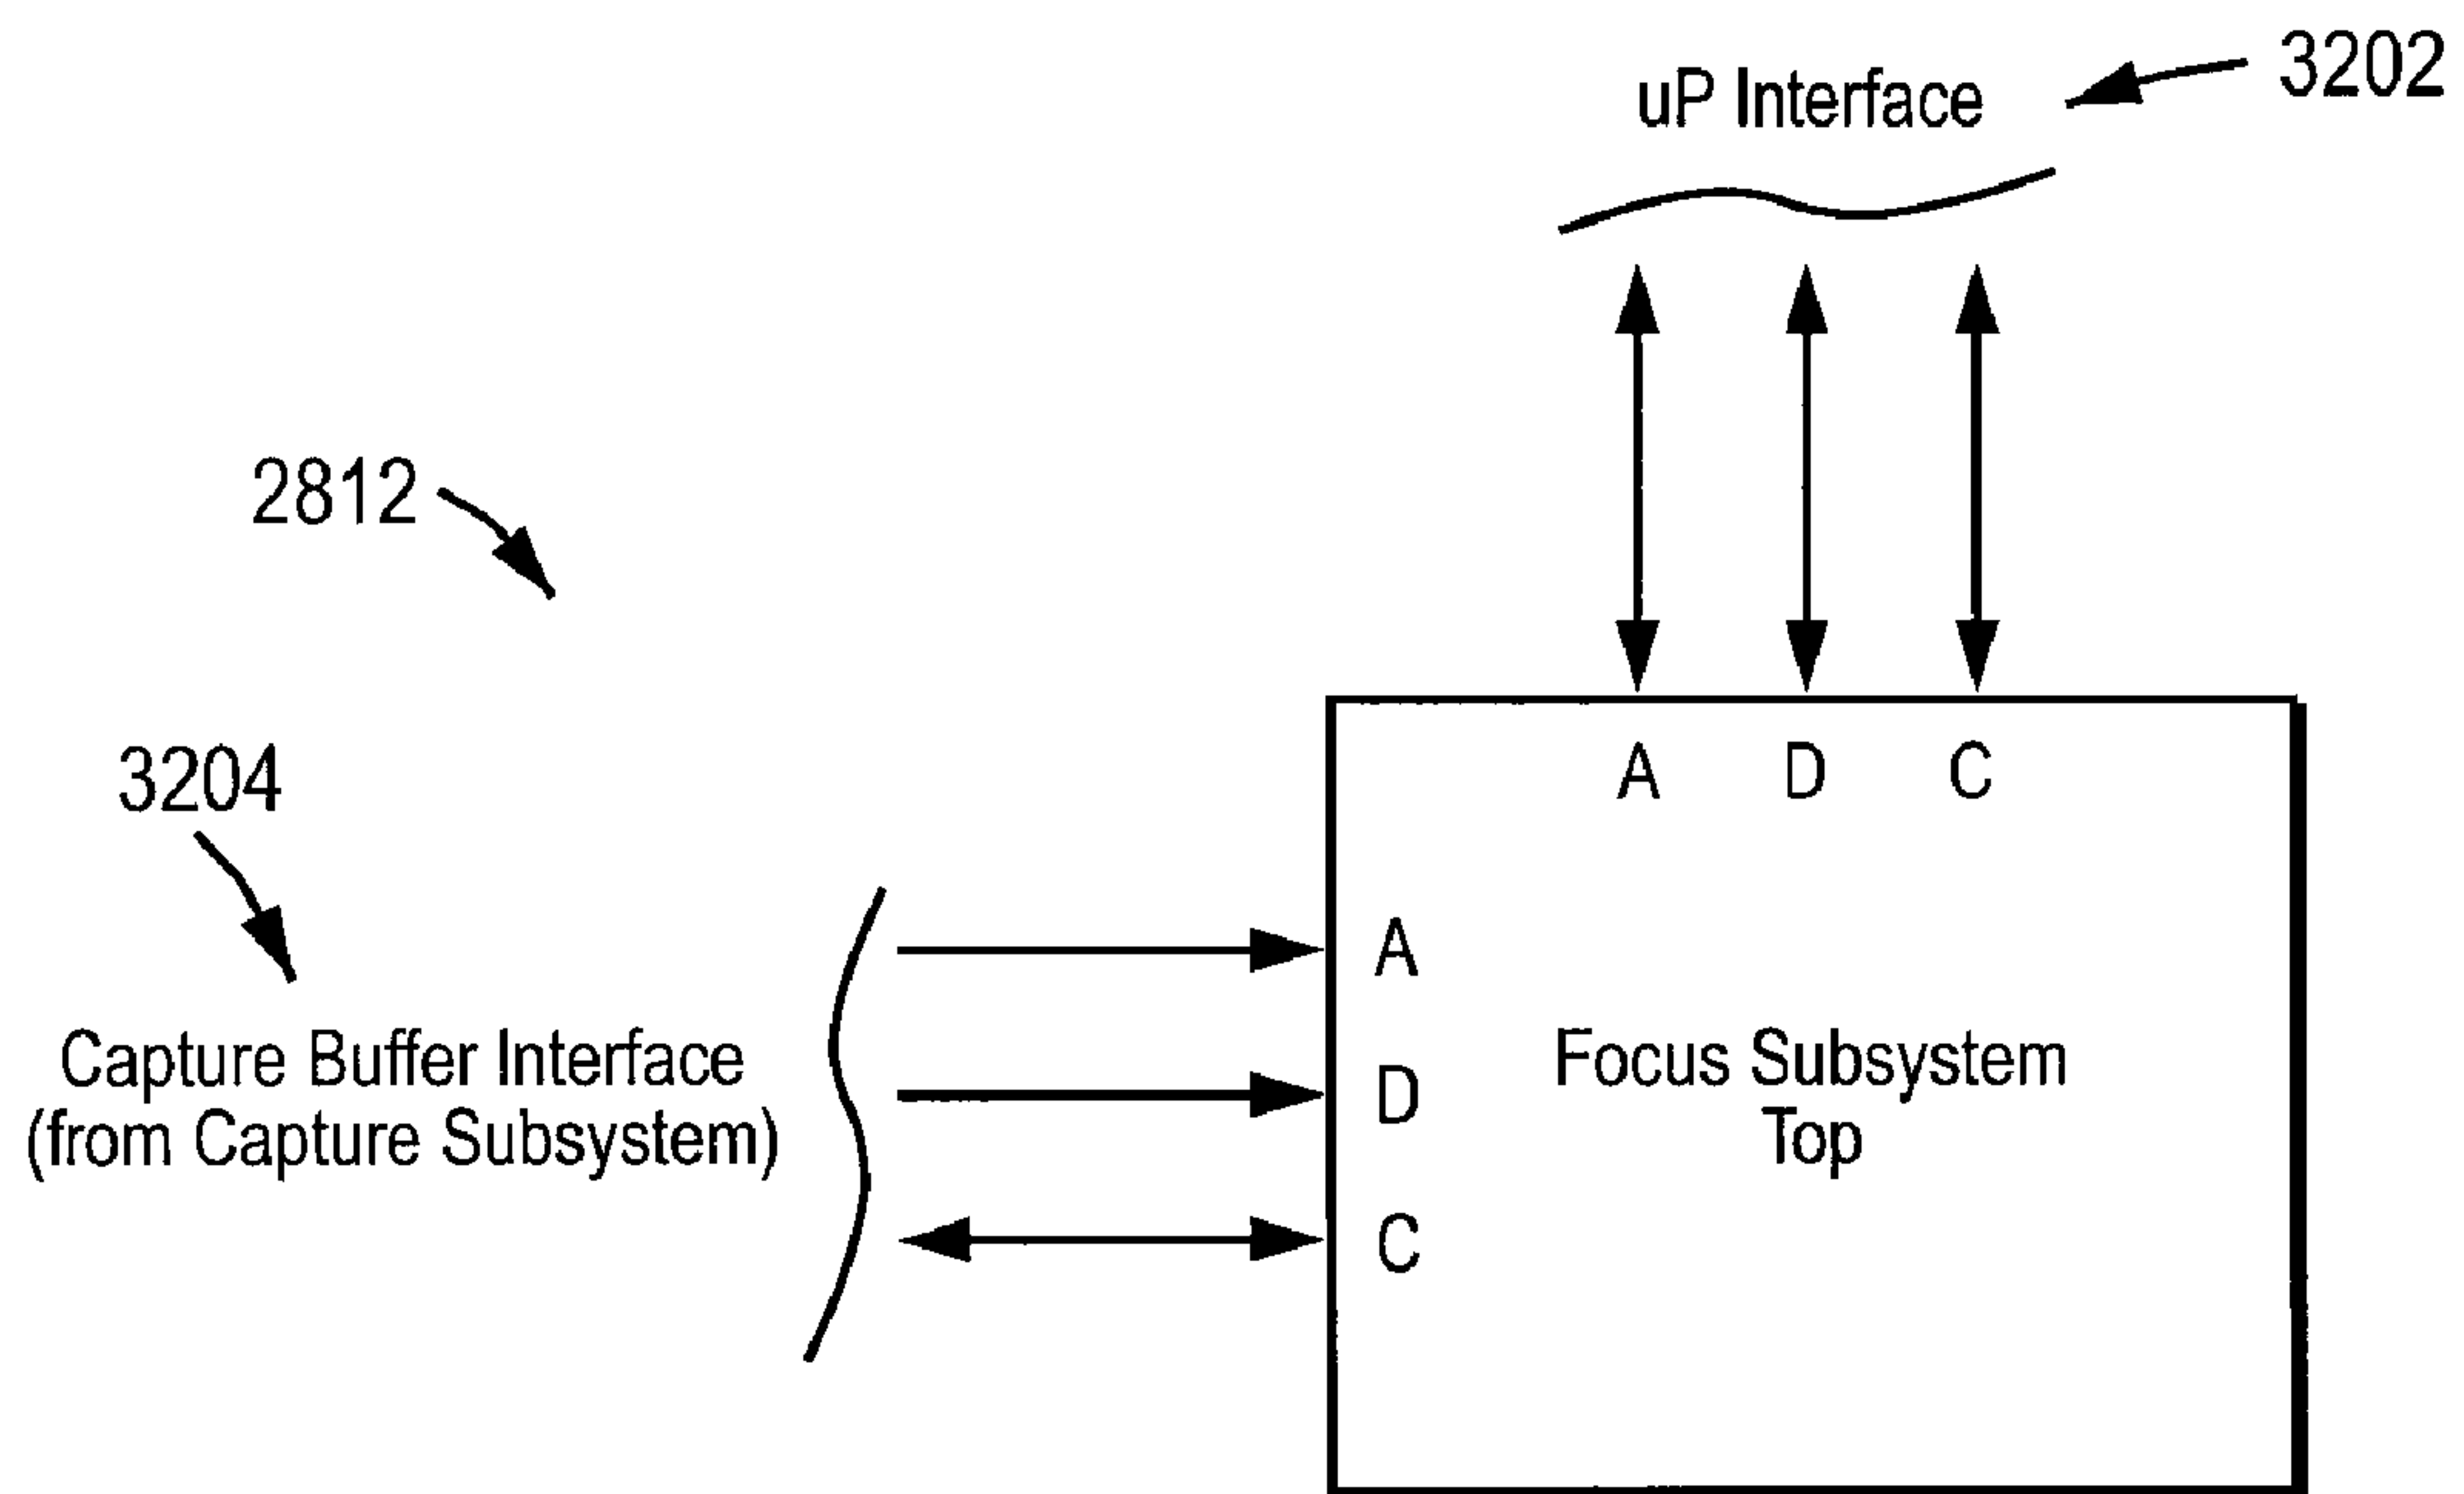 3202
uP Interface
2812
3204
A D C
A
Capture Buffer Interface
(from Capture Subsystem)
D
Focus Subsystem
Top
C